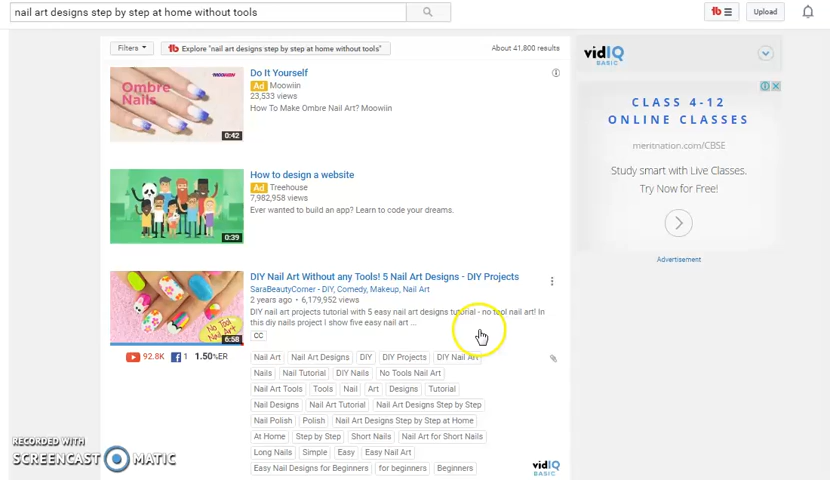 nail art designs step by step at home without tools
Upload
Filters
Explore "nail art designs step by step at home without tools"
About 41,800 results
vidIQ
BASIC
MOOWIIN
Ombre
Nails
0:42
Do It Yourself
Ad Moowiin
23,533 views
How To Make Ombre Nail Art? Moowiin
CLASS 4-12
ONLINE CLASSES
meritnation.com/CBSE
Study smart with Live Classes.
Try Now for Free!
Advertisement
0:39
How to design a website
Ad Treehouse
7,982,958 views
Ever wanted to build an app? Learn to code your dreams.
No TOOL
NAIL ART
6:58
DIY Nail Art Without any Tools! 5 Nail Art Designs - DIY Projects
SaraBeautyCorner - DIY, Comedy, Makeup, Nail Art
2 years ago • 6,179,952 views
DIY nail art projects tutorial with 5 easy nail art designs tutorial - no tool nail art! In
this diy nails project I show five easy nail art ...
CC
92.8K 1 1.50%ER
Nail Art Nail Art Designs DIY DIY Projects DIY Nail Art
Nails Nail Tutorial DIY Nails No Tools Nail Art
Nail Art Tools Tools Nail Art Designs Tutorial
Nail Designs Nail Art Tutorial Nail Art Designs Step by Step
Nail Polish Polish Nail Art Designs Step by Step at Home
At Home Step by Step Short Nails Nail Art for Short Nails
Long Nails Simple Easy Easy Nail Art
Easy Nail Designs for Beginners for beginners Beginners
vidIQ
BASIC
RECORDED WITH
SCREENCAST MATIC